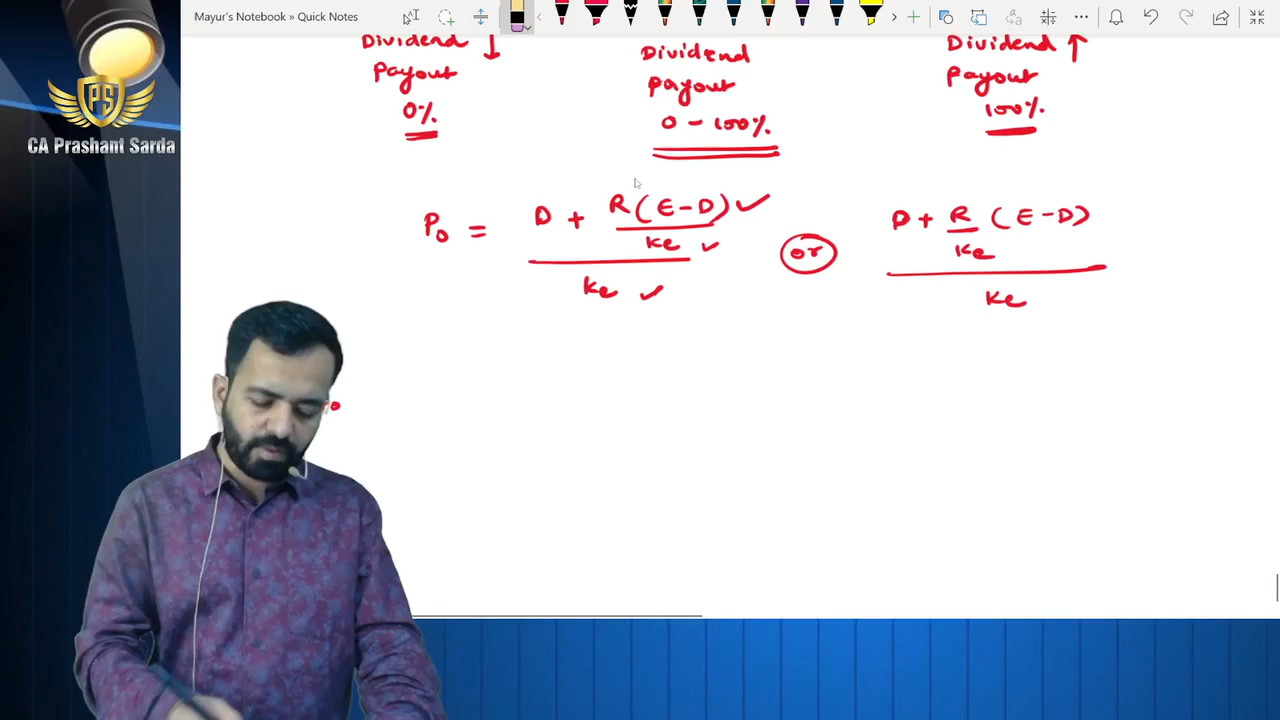 Mayur's Notebook » Quick Notes
PS
CA Prashant Sarda
Dividend ↓
Payout
0%
Dividend
Payout
0 - 100%
Dividend ↑
Payout
100%
P₀ = (D + R(E-D)/ke)/ke or (D + R/ke (E-D))/ke